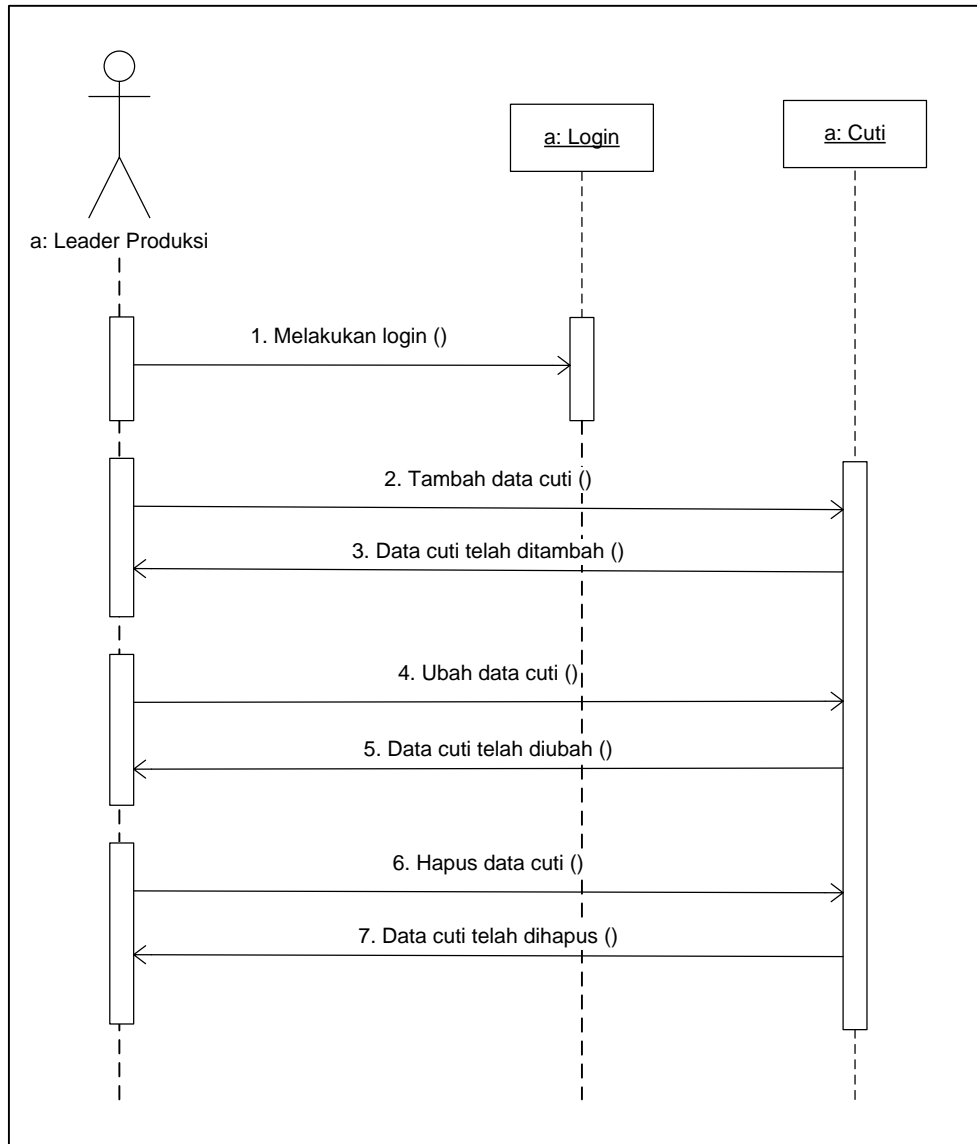 a: Login
a: Cuti
a: Leader Produksi
1. Melakukan login ()
2. Tambah data cuti ()
3. Data cuti telah ditambah ()
4. Ubah data cuti ()
5. Data cuti telah diubah ()
6. Hapus data cuti ()
7. Data cuti telah dihapus ()